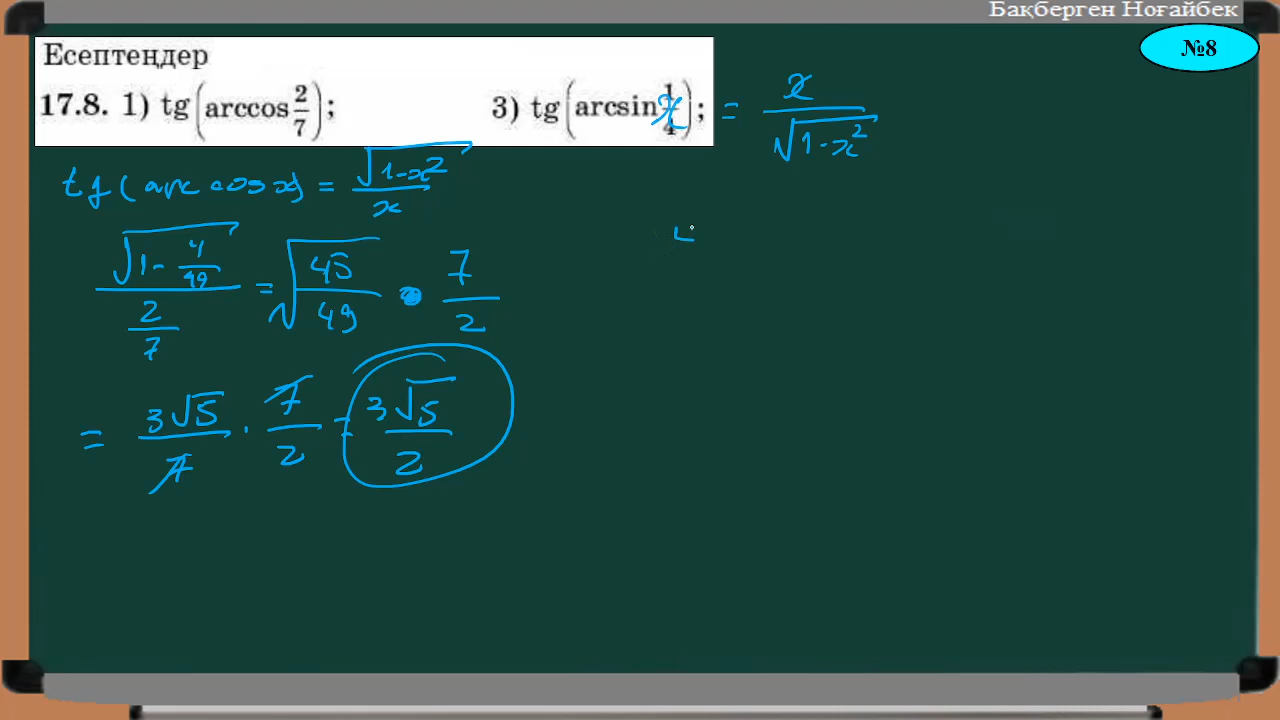 Бақберген Ноғайбек
№8
Есептеңдер
17.8. 1) tg(arccos 2/7); 3) tg(arcsin 1/4); = x/√(1-x²)
tg(arccos x) = √(1-x²)/x
√(1 - 4/49)/(2/7) = √(45/49) · 7/2
= 3√5/7 · 7/2 = 3√5/2